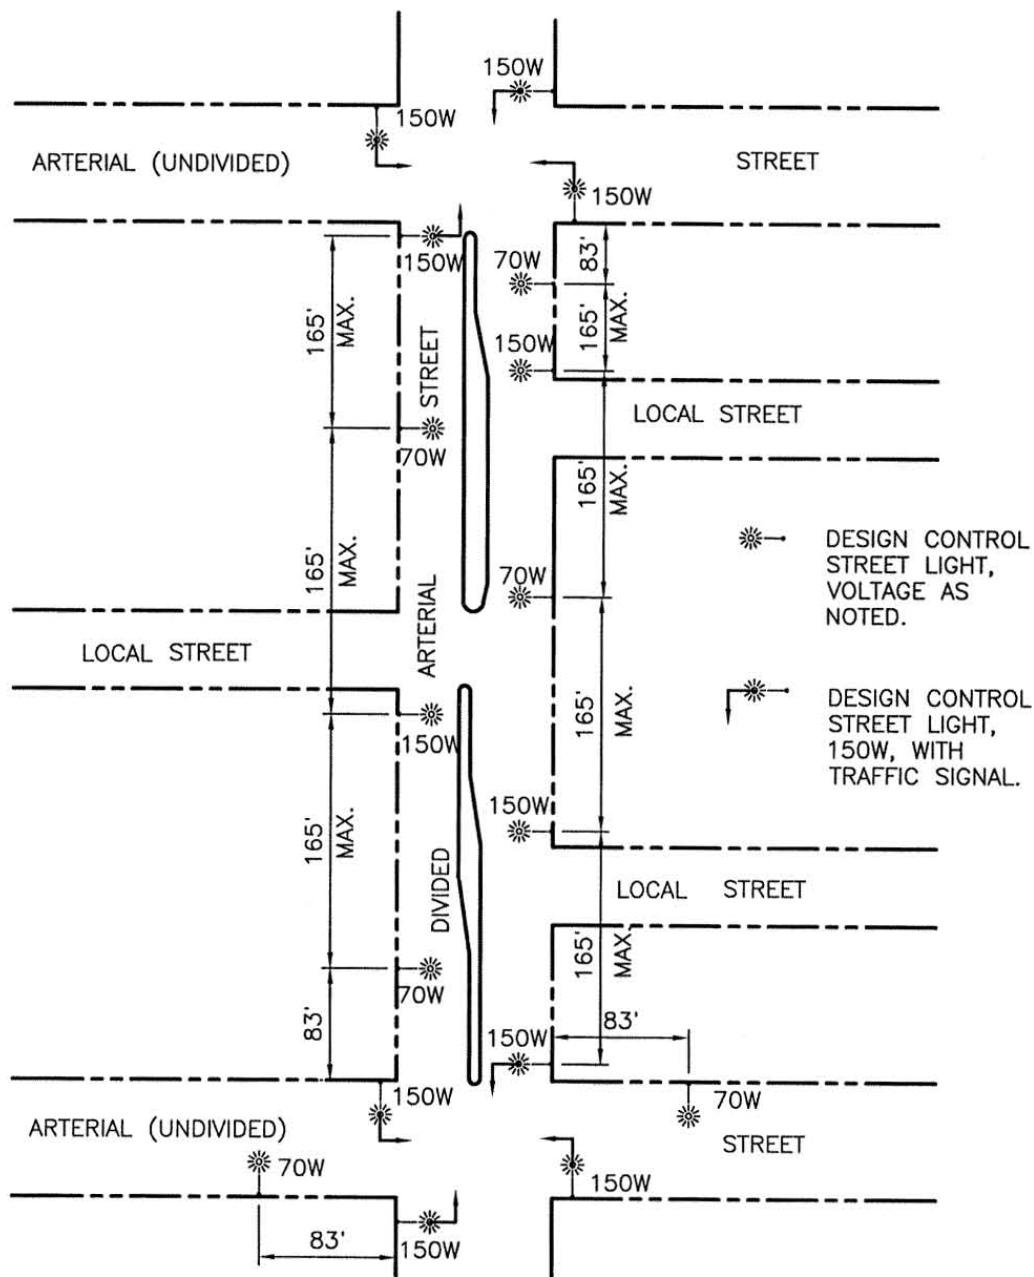 150W
150W
ARTERIAL (UNDIVIDED)
STREET
150W
150W
70W
83'
165'
MAX.
STREET
150W
165'
MAX.
LOCAL STREET
70W
165'
MAX.
165'
MAX.
DESIGN CONTROL
STREET LIGHT,
VOLTAGE AS
NOTED.
70W
ARTERIAL
LOCAL STREET
165'
MAX.
DESIGN CONTROL
STREET LIGHT,
150W, WITH
TRAFFIC SIGNAL.
150W
150W
165'
MAX.
DIVIDED
LOCAL STREET
165'
MAX.
70W
83'
83'
150W
150W
70W
ARTERIAL (UNDIVIDED)
STREET
70W
150W
83'
150W